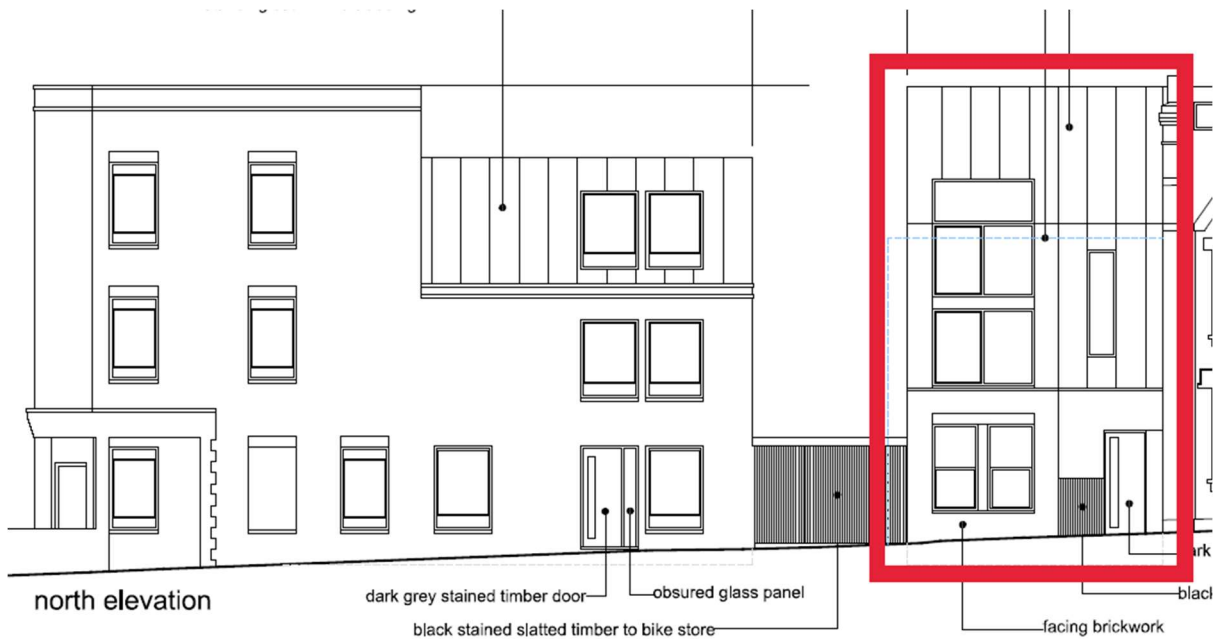 north elevation
dark grey stained timber door
obsured glass panel
black stained slatted timber to bike store
black
facing brickwork